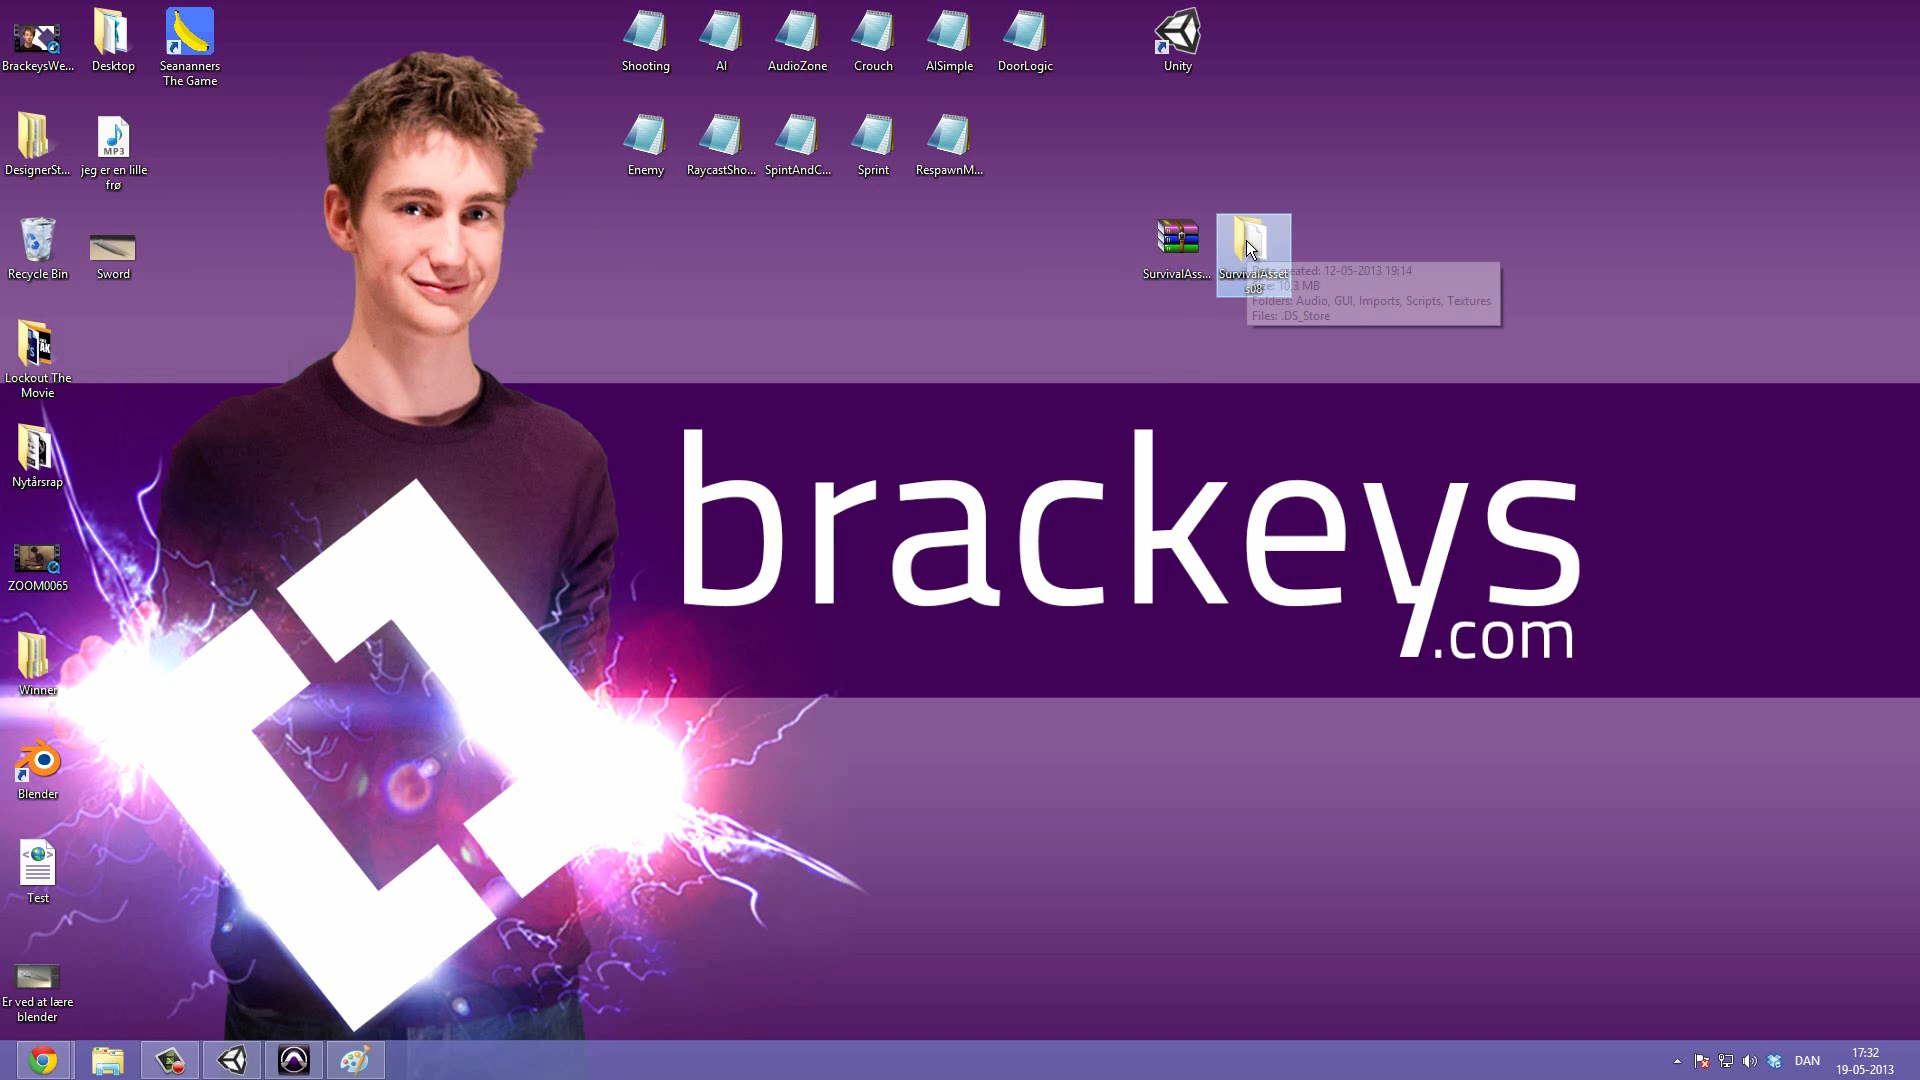 BrackeysWe...
Desktop
Seananners
The Game
Shooting
AI
AudioZone
Crouch
AISimple
DoorLogic
Unity
DesignerSt...
MP3
jeg er en lille
frø
Enemy
RaycastSho...
SpintAndC...
Sprint
RespawnM...
Recycle Bin
Sword
SurvivalAss...
SurvivalAsset
s08
created: 12-05-2013 19:14
10,3 MB
Folders: Audio, GUI, Imports, Scripts, Textures
Files: .DS_Store
Lockout The
Movie
Nytårsrap
brackeys
.com
ZOOM0065
Winner
Blender
Test
Er ved at lære
blender
DAN
17:32
19-05-2013